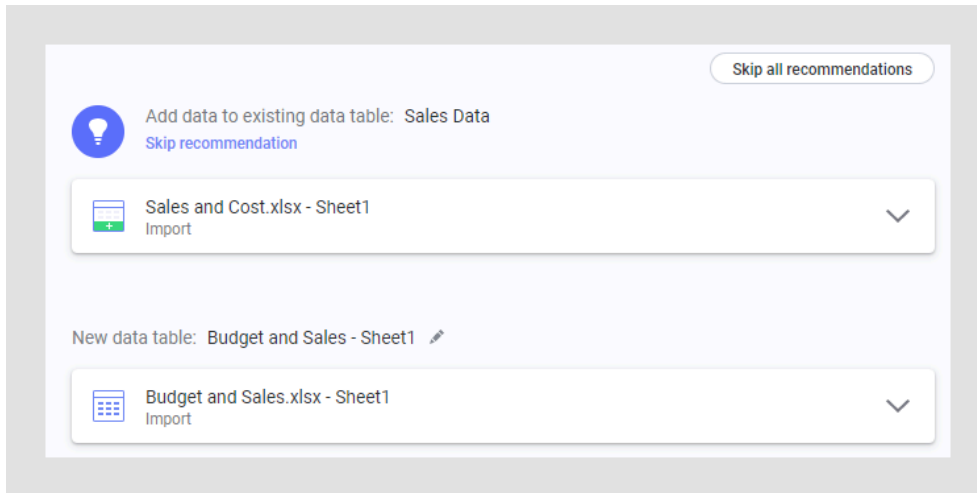 Skip all recommendations
Add data to existing data table: Sales Data
Skip recommendation
Sales and Cost.xlsx - Sheet1
Import
New data table: Budget and Sales - Sheet1
Budget and Sales.xlsx - Sheet1
Import